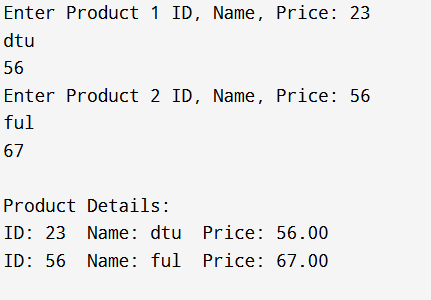 Enter Product 1 ID, Name, Price: 23
dtu
56
Enter Product 2 ID, Name, Price: 56
ful
67

Product Details:
ID: 23  Name: dtu  Price: 56.00
ID: 56  Name: ful  Price: 67.00